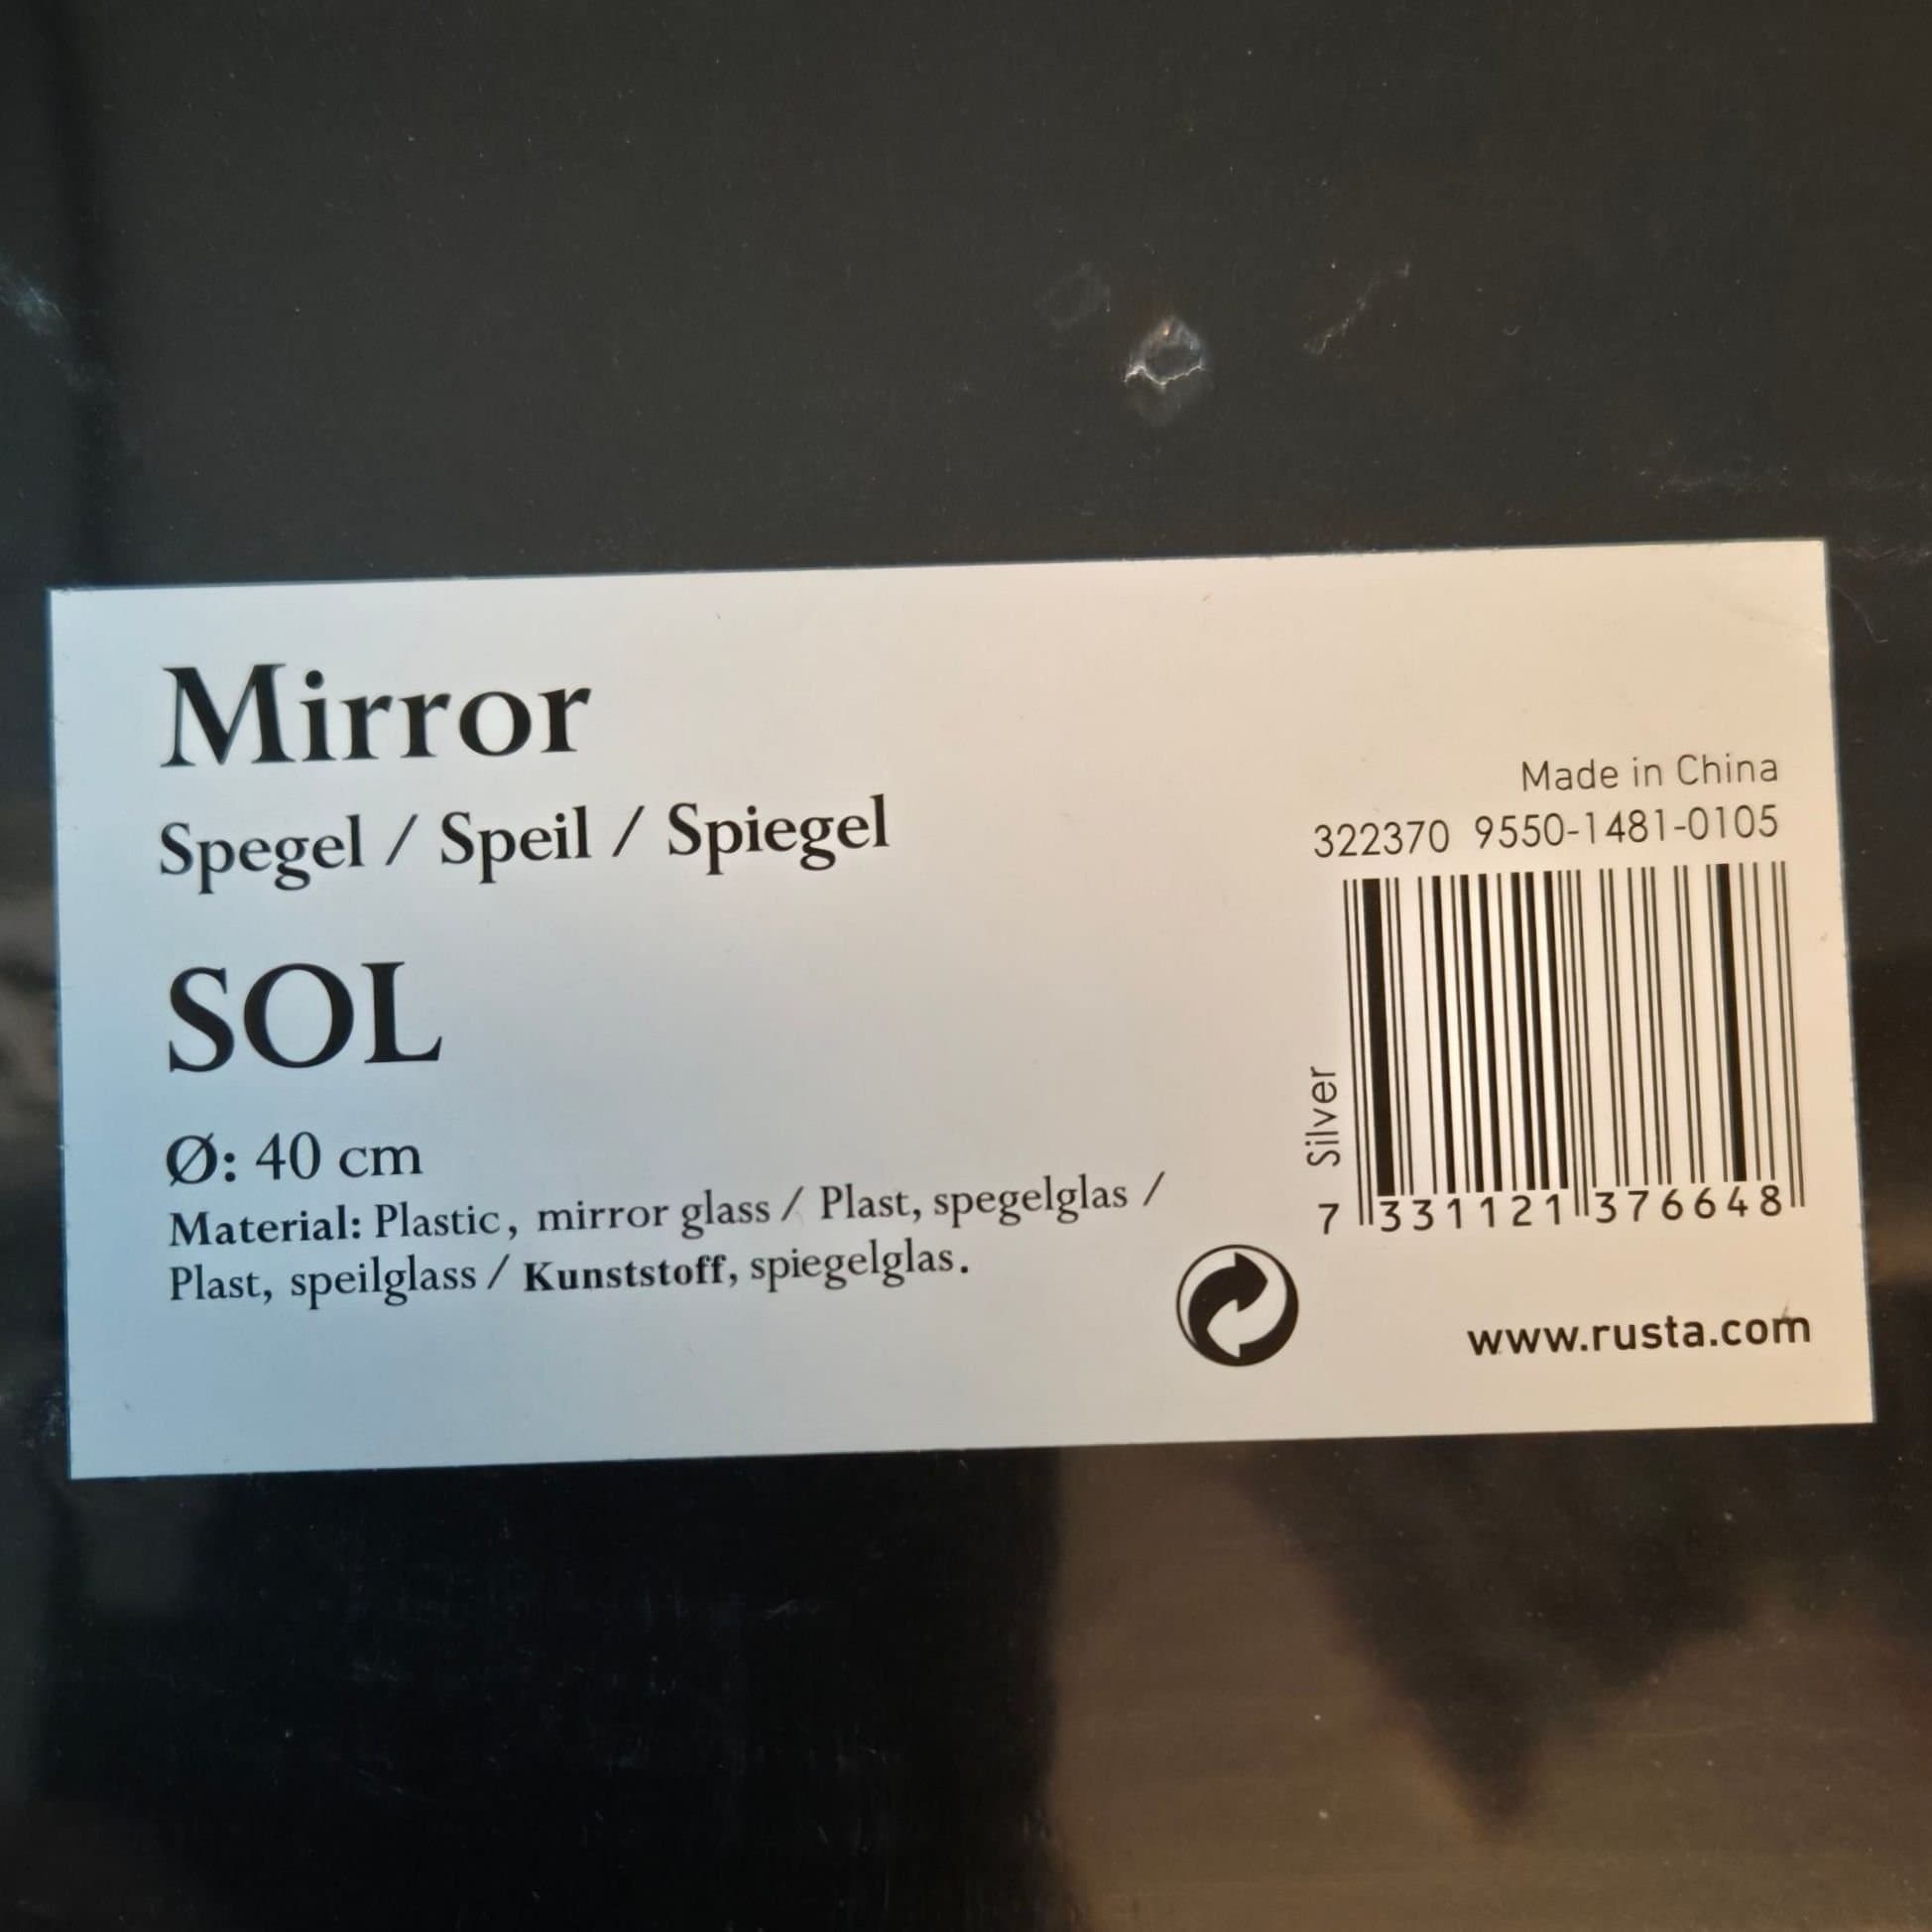 Mirror
Spegel / Speil / Spiegel
SOL
Ø: 40 cm
Material: Plastic, mirror glass / Plast, spegelglas /
Plast, speilglass / Kunststoff, spiegelglas.
Made in China
322370 9550-1481-0105
Silver
7 331121 376648
www.rusta.com